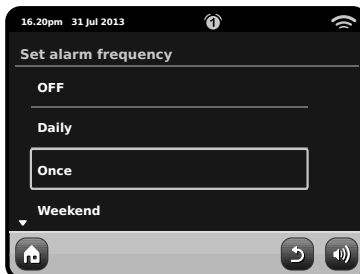 16.20pm 31 Jul 2013 1
Set alarm frequency
OFF
Daily
Once
Weekend